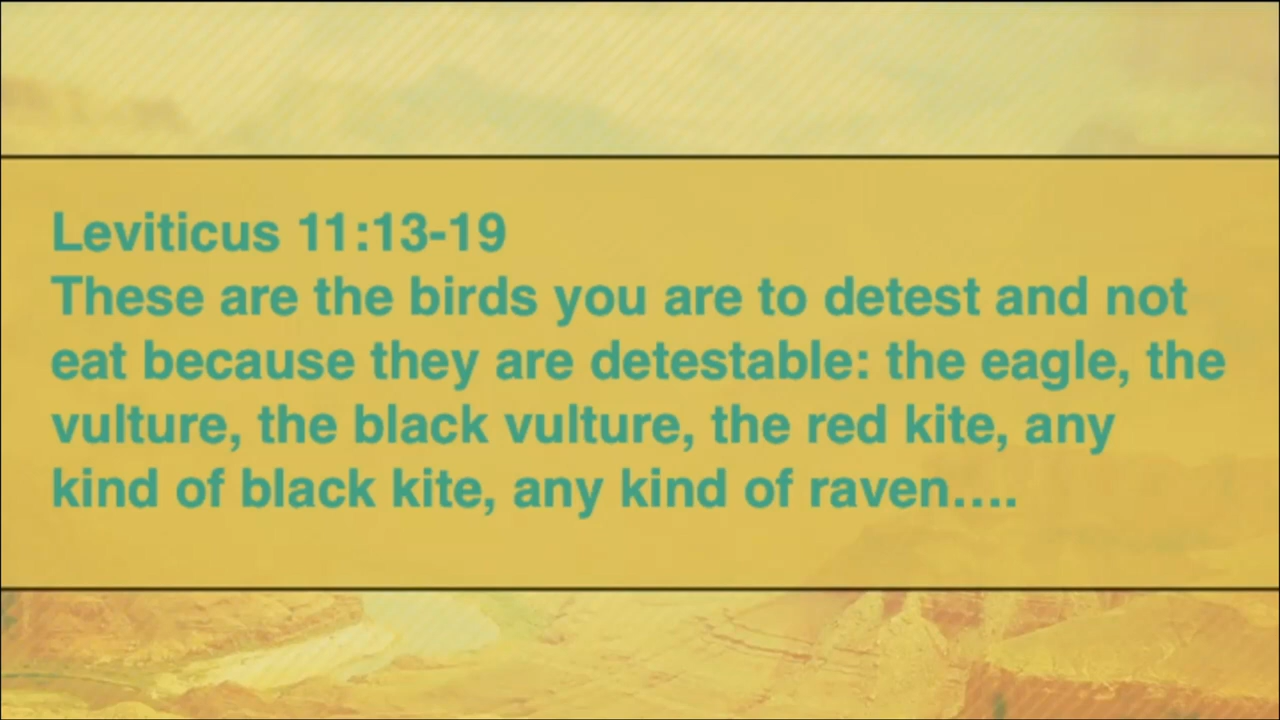 Leviticus 11:13-19
These are the birds you are to detest and not
eat because they are detestable: the eagle, the
vulture, the black vulture, the red kite, any
kind of black kite, any kind of raven....